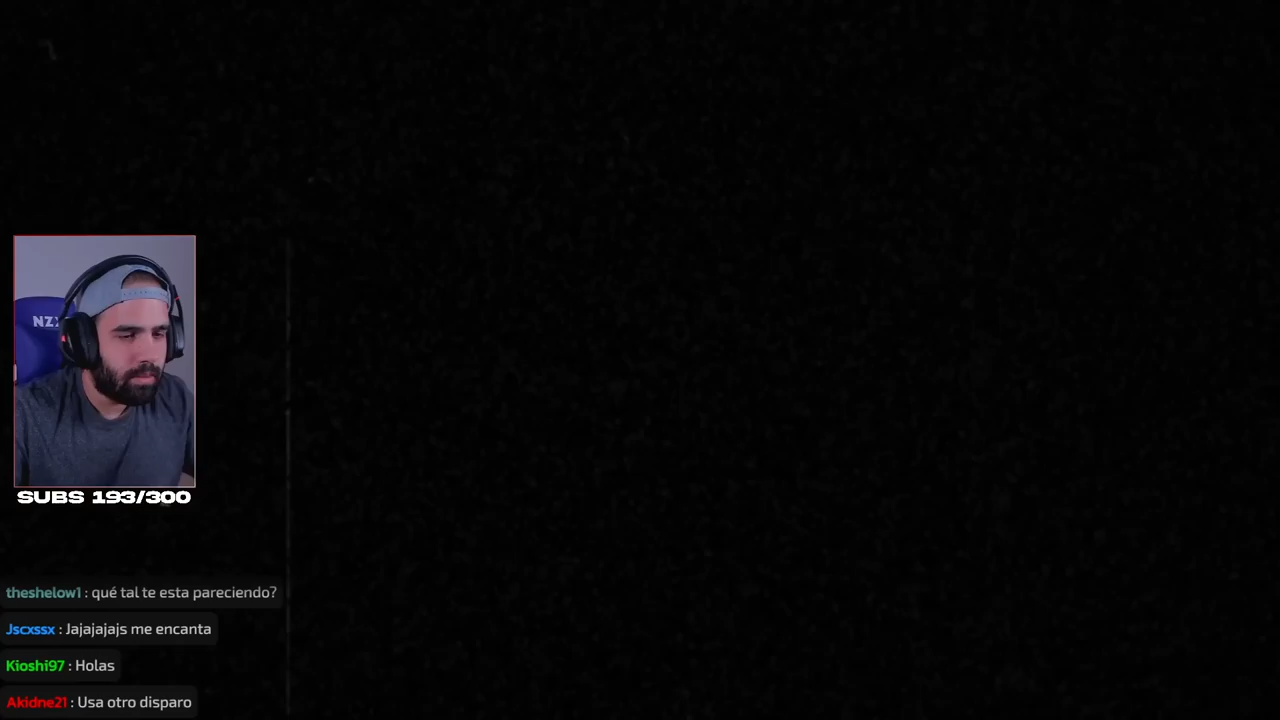 NZX
SUBS 193/300
theshelow1 : qué tal te esta pareciendo?
Jscxssx : Jajajajajs me encanta
Kioshi97 : Holas
Akidne21 : Usa otro disparo